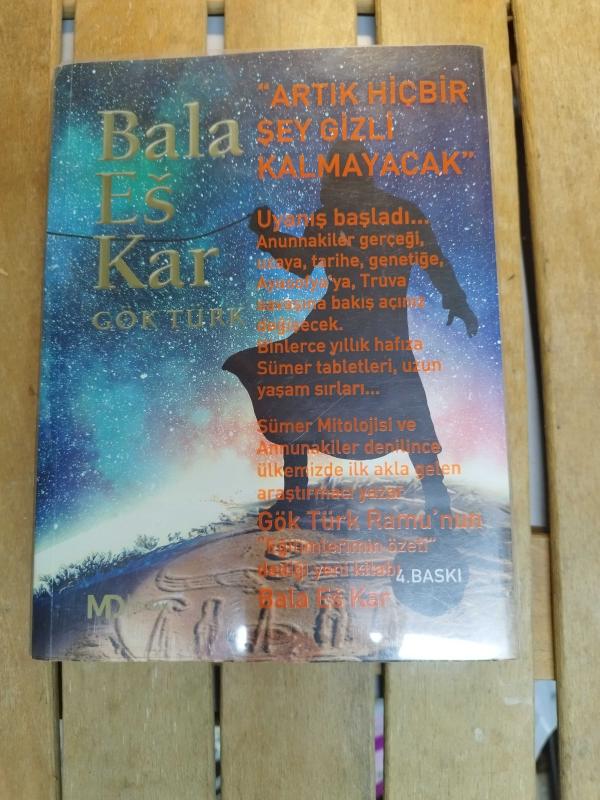 Bala
Eš
Kar
GÖK TÜRK
"ARTIK HİÇBİR
ŞEY GİZLİ
KALMAYACAK"
Uyanış başladı...
Anunnakiler gerçeği,
uzaya, tarihe, genetiğe,
Ayasofya'ya, Truva
savaşına bakış açınız
değişecek.
Binlerce yıllık hafıza
Sümer tabletleri, uzun
yaşam sırları...
Sümer Mitolojisi ve
Annunakiler denilince
ülkemizde ilk akla gelen
araştırmacı yazar
Gök Türk Ramu'nun
"Eğitimlerimin özeti"
dediği yeni kitabı
Bala Eš Kar
4.BASKI